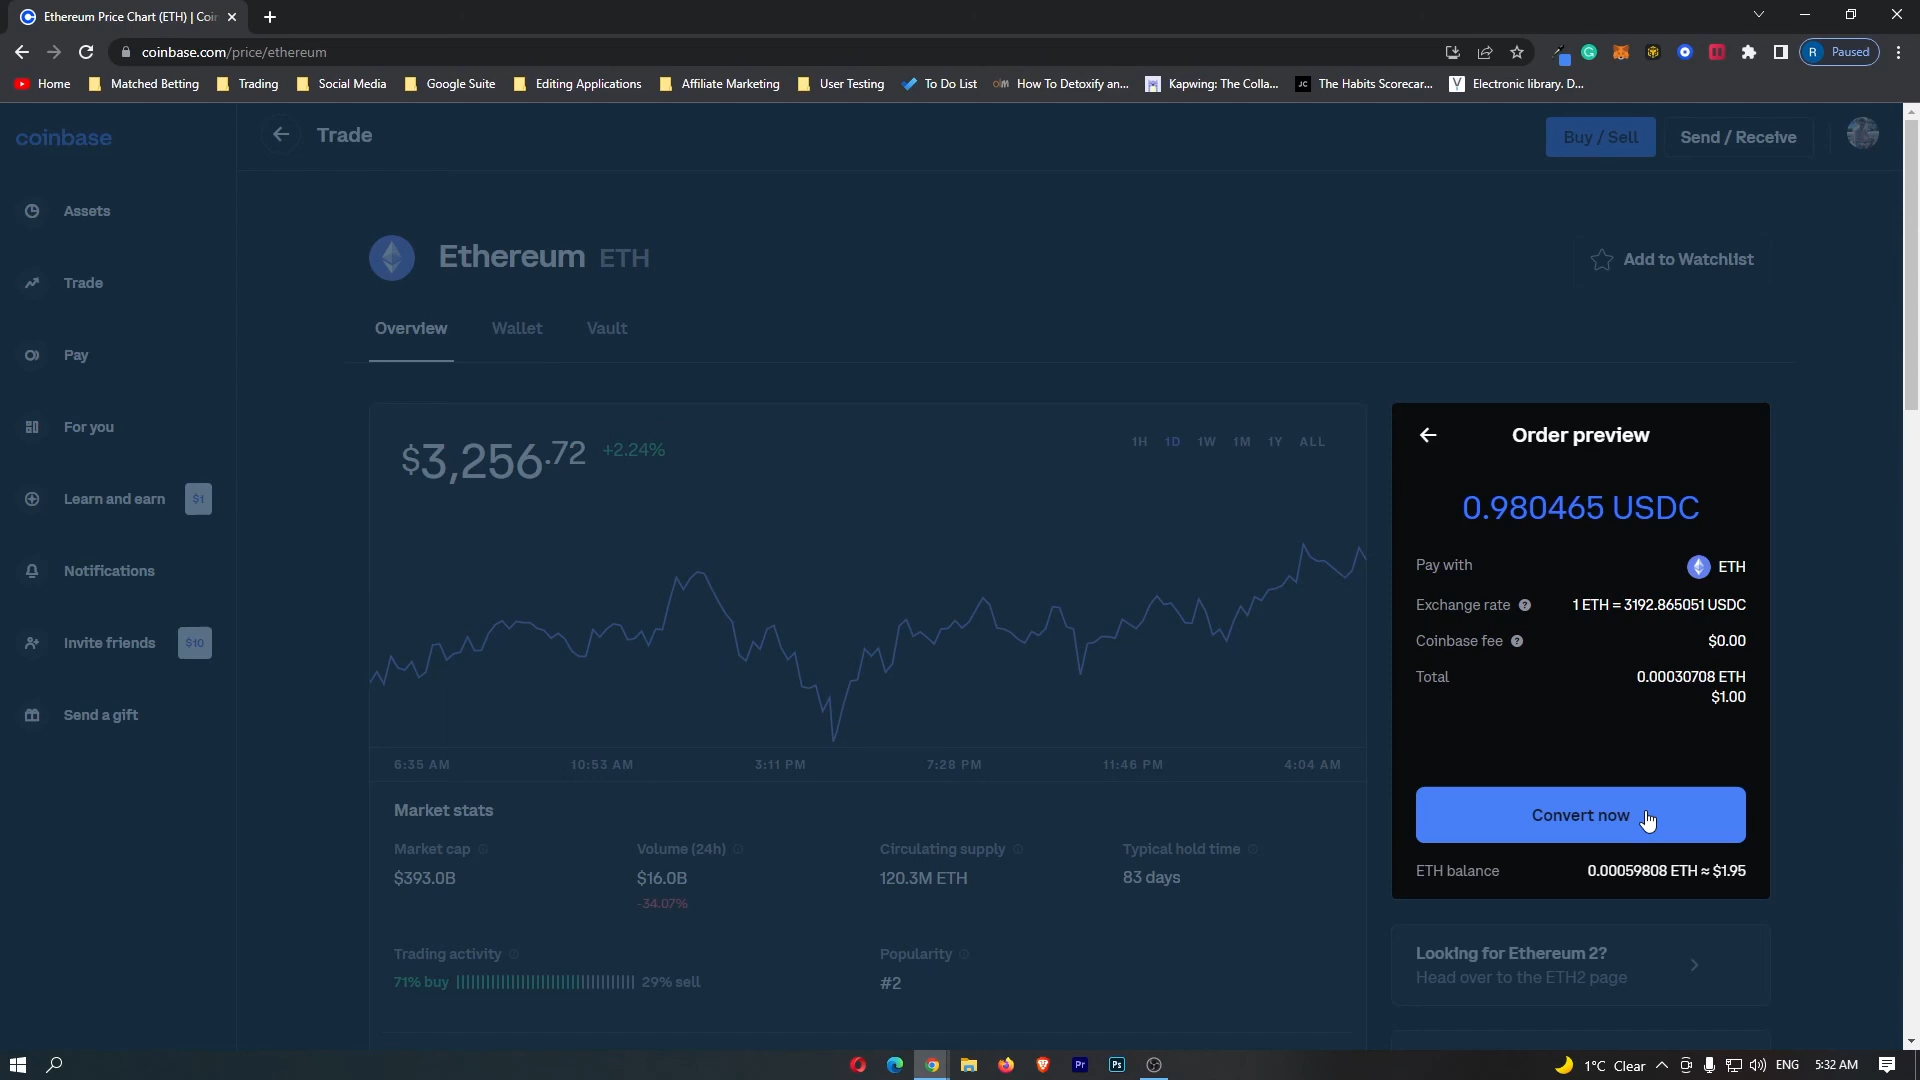 Ethereum Price Chart (ETH) | Coin
coinbase.com/price/ethereum
R Paused
Home Matched Betting Trading Social Media Google Suite Editing Applications Affiliate Marketing User Testing To Do List How To Detoxify an... Kapwing: The Colla... JC The Habits Scorecar... Electronic library. D...
coinbase
Trade
Buy / Sell Send / Receive
Assets
Trade
Pay
For you
Learn and earn $1
Notifications
Invite friends $10
Send a gift
Ethereum ETH
Add to Watchlist
Overview Wallet Vault
$3,256.72 +2.24%
1H 1D 1W 1M 1Y ALL
6:35 AM 10:53 AM 3:11 PM 7:28 PM 11:46 PM 4:04 AM
Market stats
Market cap Volume (24h) Circulating supply Typical hold time
$393.0B $16.0B 120.3M ETH 83 days
-34.07%
Trading activity Popularity
71% buy 29% sell #2
Order preview
0.980465 USDC
Pay with ETH
Exchange rate ? 1 ETH = 3192.865051 USDC
Coinbase fee ? $0.00
Total 0.00030708 ETH
$1.00
Convert now
ETH balance 0.00059808 ETH ≈ $1.95
Looking for Ethereum 2?
Head over to the ETH2 page
Pr Ps
1°C Clear ENG 5:32 AM